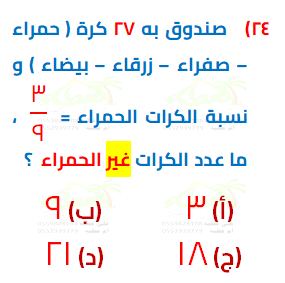 ٢٤) صندوق به ٢٧ كرة ( حمراء
– صفراء – زرقاء – بيضاء ) و
نسبة الكرات الحمراء = ٣/٩ ،
ما عدد الكرات غير الحمراء ؟
(أ) ٣ (ب) ٩
(ج) ١٨ (د) ٢١